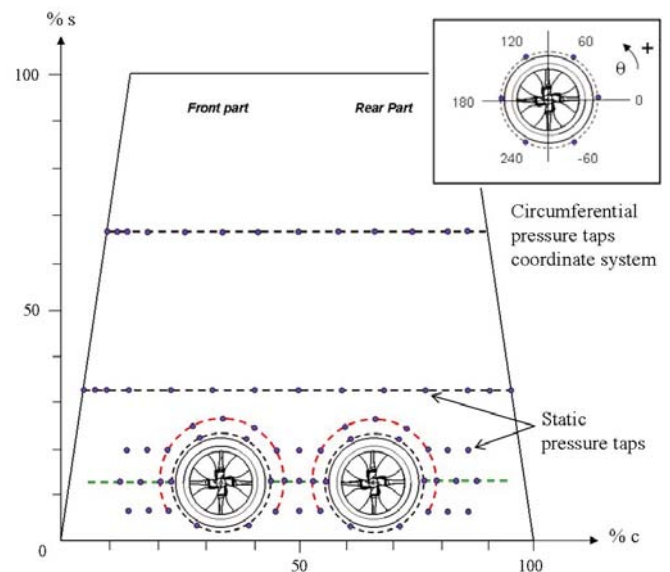 % s
100
50
0
50
100
% c
Front part
Rear Part
120
60
+
θ
180
0
240
-60
Circumferential
pressure taps
coordinate system
Static
pressure taps